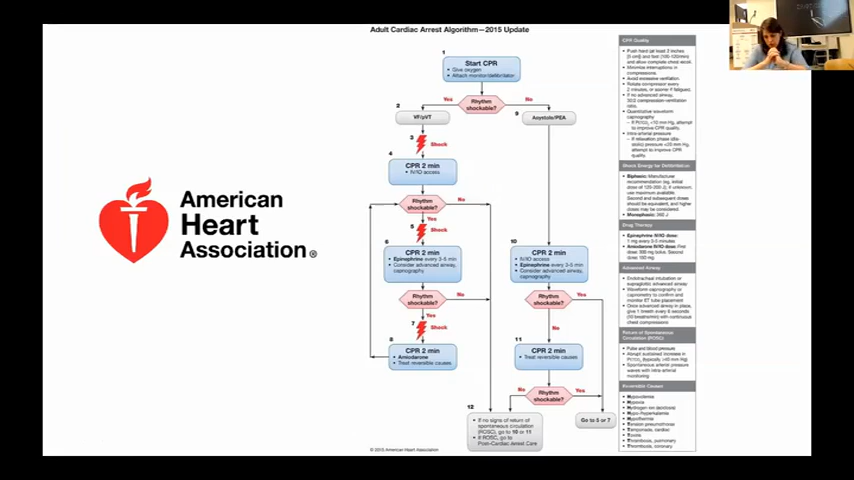 Adult Cardiac Arrest Algorithm—2015 Update
American
Heart
Association®
1
Start CPR
• Give oxygen
• Attach monitor/defibrillator
Yes
Rhythm
shockable?
No
2
VF/pVT
9
Asystole/PEA
3
Shock
4
CPR 2 min
• IV/IO access
Rhythm
shockable?
No
Yes
5
Shock
6
CPR 2 min
• Epinephrine every 3-5 min
• Consider advanced airway,
capnography
Rhythm
shockable?
No
Yes
7
Shock
8
CPR 2 min
• Amiodarone
• Treat reversible causes
10
CPR 2 min
• IV/IO access
• Epinephrine every 3-5 min
• Consider advanced airway,
capnography
Rhythm
shockable?
Yes
No
11
CPR 2 min
• Treat reversible causes
No
Rhythm
shockable?
Yes
12
• If no signs of return of
spontaneous circulation
(ROSC), go to 10 or 11
• If ROSC, go to
Post-Cardiac Arrest Care
Go to 5 or 7
© 2015 American Heart Association
CPR Quality
• Push hard (at least 2 inches
[5 cm]) and fast (100-120/min)
and allow complete chest recoil.
• Minimize interruptions in
compressions.
• Avoid excessive ventilation.
• Rotate compressor every
2 minutes, or sooner if fatigued.
• If no advanced airway,
30:2 compression-ventilation
ratio.
• Quantitative waveform
capnography
– If PETCO2 <10 mm Hg, attempt
to improve CPR quality.
• Intra-arterial pressure
– If relaxation phase (dia-
stolic) pressure <20 mm Hg,
attempt to improve CPR
quality.
Shock Energy for Defibrillation
• Biphasic: Manufacturer
recommendation (eg, initial
dose of 120-200 J); if unknown,
use maximum available.
Second and subsequent doses
should be equivalent, and higher
doses may be considered.
• Monophasic: 360 J
Drug Therapy
• Epinephrine IV/IO dose:
1 mg every 3-5 minutes
• Amiodarone IV/IO dose: First
dose: 300 mg bolus. Second
dose: 150 mg.
Advanced Airway
• Endotracheal intubation or
supraglottic advanced airway
• Waveform capnography or
capnometry to confirm and
monitor ET tube placement
• Once advanced airway in place,
give 1 breath every 6 seconds
(10 breaths/min) with continuous
chest compressions
Return of Spontaneous
Circulation (ROSC)
• Pulse and blood pressure
• Abrupt sustained increase in
PETCO2 (typically ≥40 mm Hg)
• Spontaneous arterial pressure
waves with intra-arterial
monitoring
Reversible Causes
• Hypovolemia
• Hypoxia
• Hydrogen ion (acidosis)
• Hypo-/hyperkalemia
• Hypothermia
• Tension pneumothorax
• Tamponade, cardiac
• Toxins
• Thrombosis, pulmonary
• Thrombosis, coronary